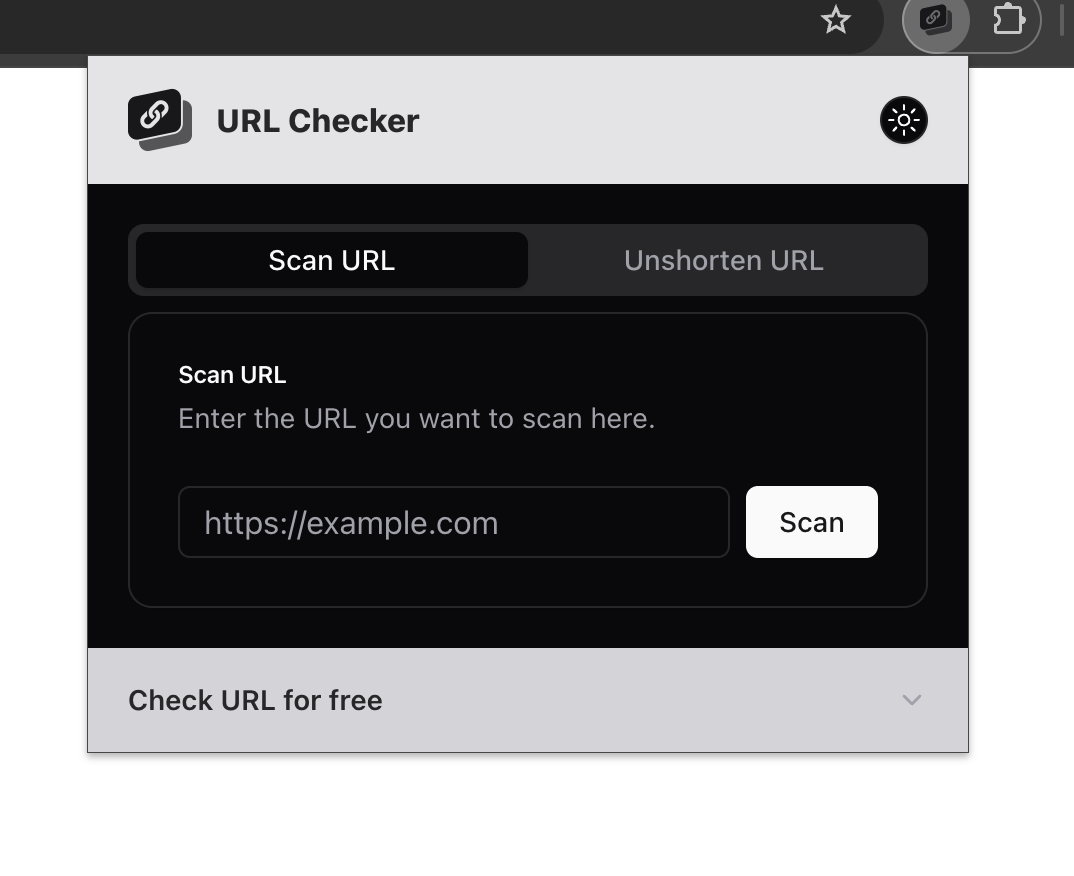 URL Checker
Scan URL
Unshorten URL
Scan URL
Enter the URL you want to scan here.
https://example.com
Scan
Check URL for free